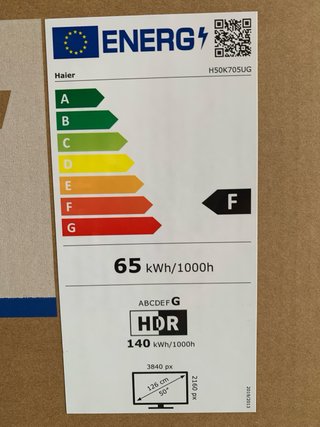 ENERG
Haier
H50K705UG
A
B
C
D
E
F
G
F
65 kWh/1000h
ABCDEFG
HDR
140 kWh/1000h
3840 px
126 cm
50"
2160 px
2019/2013